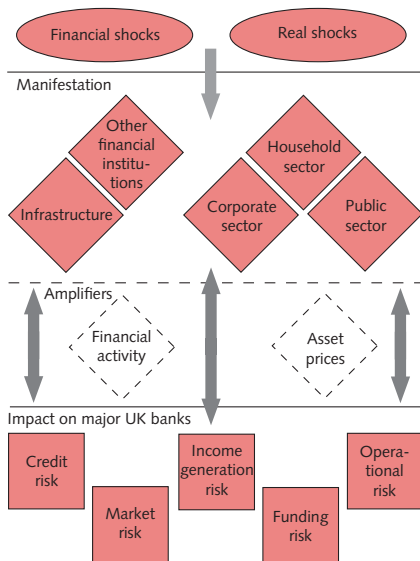 Financial shocks
Real shocks
Manifestation
Other
financial
institu-
tions
Infrastructure
Household
sector
Corporate
sector
Public
sector
Amplifiers
Financial
activity
Asset
prices
Impact on major UK banks
Credit
risk
Market
risk
Income
generation
risk
Funding
risk
Opera-
tional risk